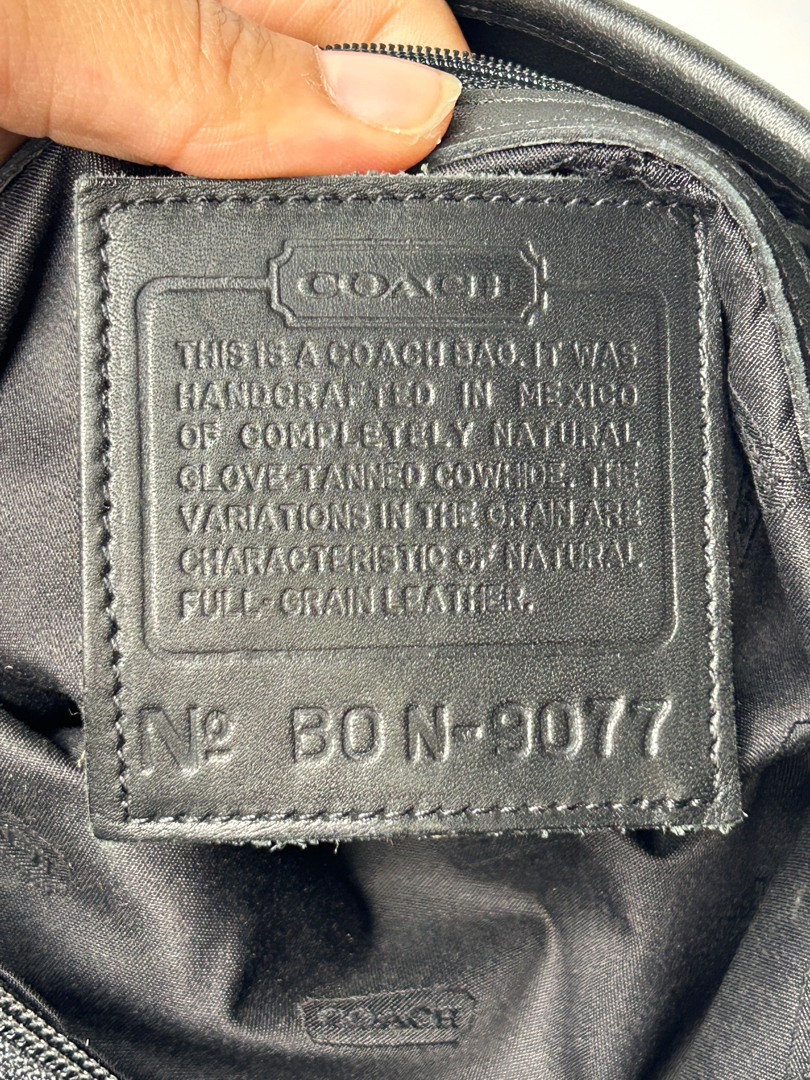 COACH
THIS IS A COACH BAG. IT WAS
HANDCRAFTED IN MEXICO
OF COMPLETELY NATURAL
GLOVE-TANNED COWHIDE. THE
VARIATIONS IN THE GRAIN ARE
CHARACTERISTIC OF NATURAL
FULL-GRAIN LEATHER.
Nº BON-9077
COACH